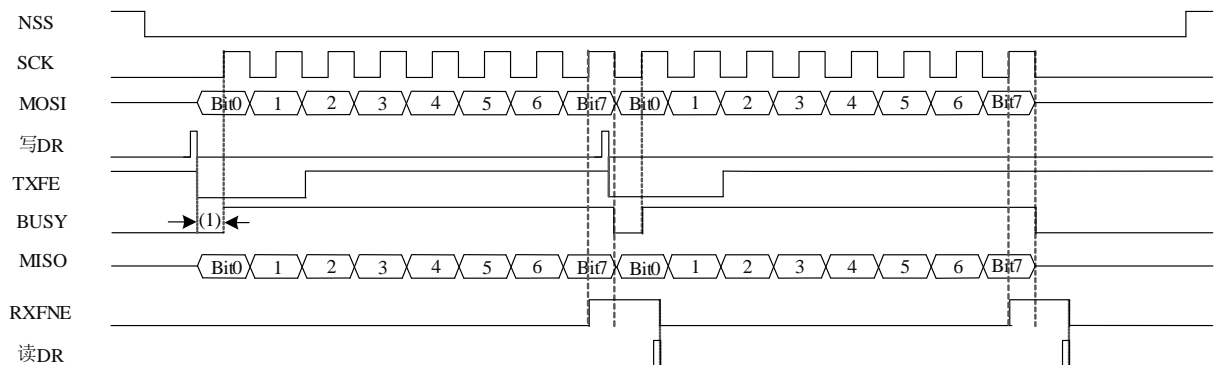 NSS
SCK
MOSI Bit0 1 2 3 4 5 6 Bit7 Bit0 1 2 3 4 5 6 Bit7
写DR
TXFE
BUSY (1)
MISO Bit0 1 2 3 4 5 6 Bit7 Bit0 1 2 3 4 5 6 Bit7
RXFNE
读DR